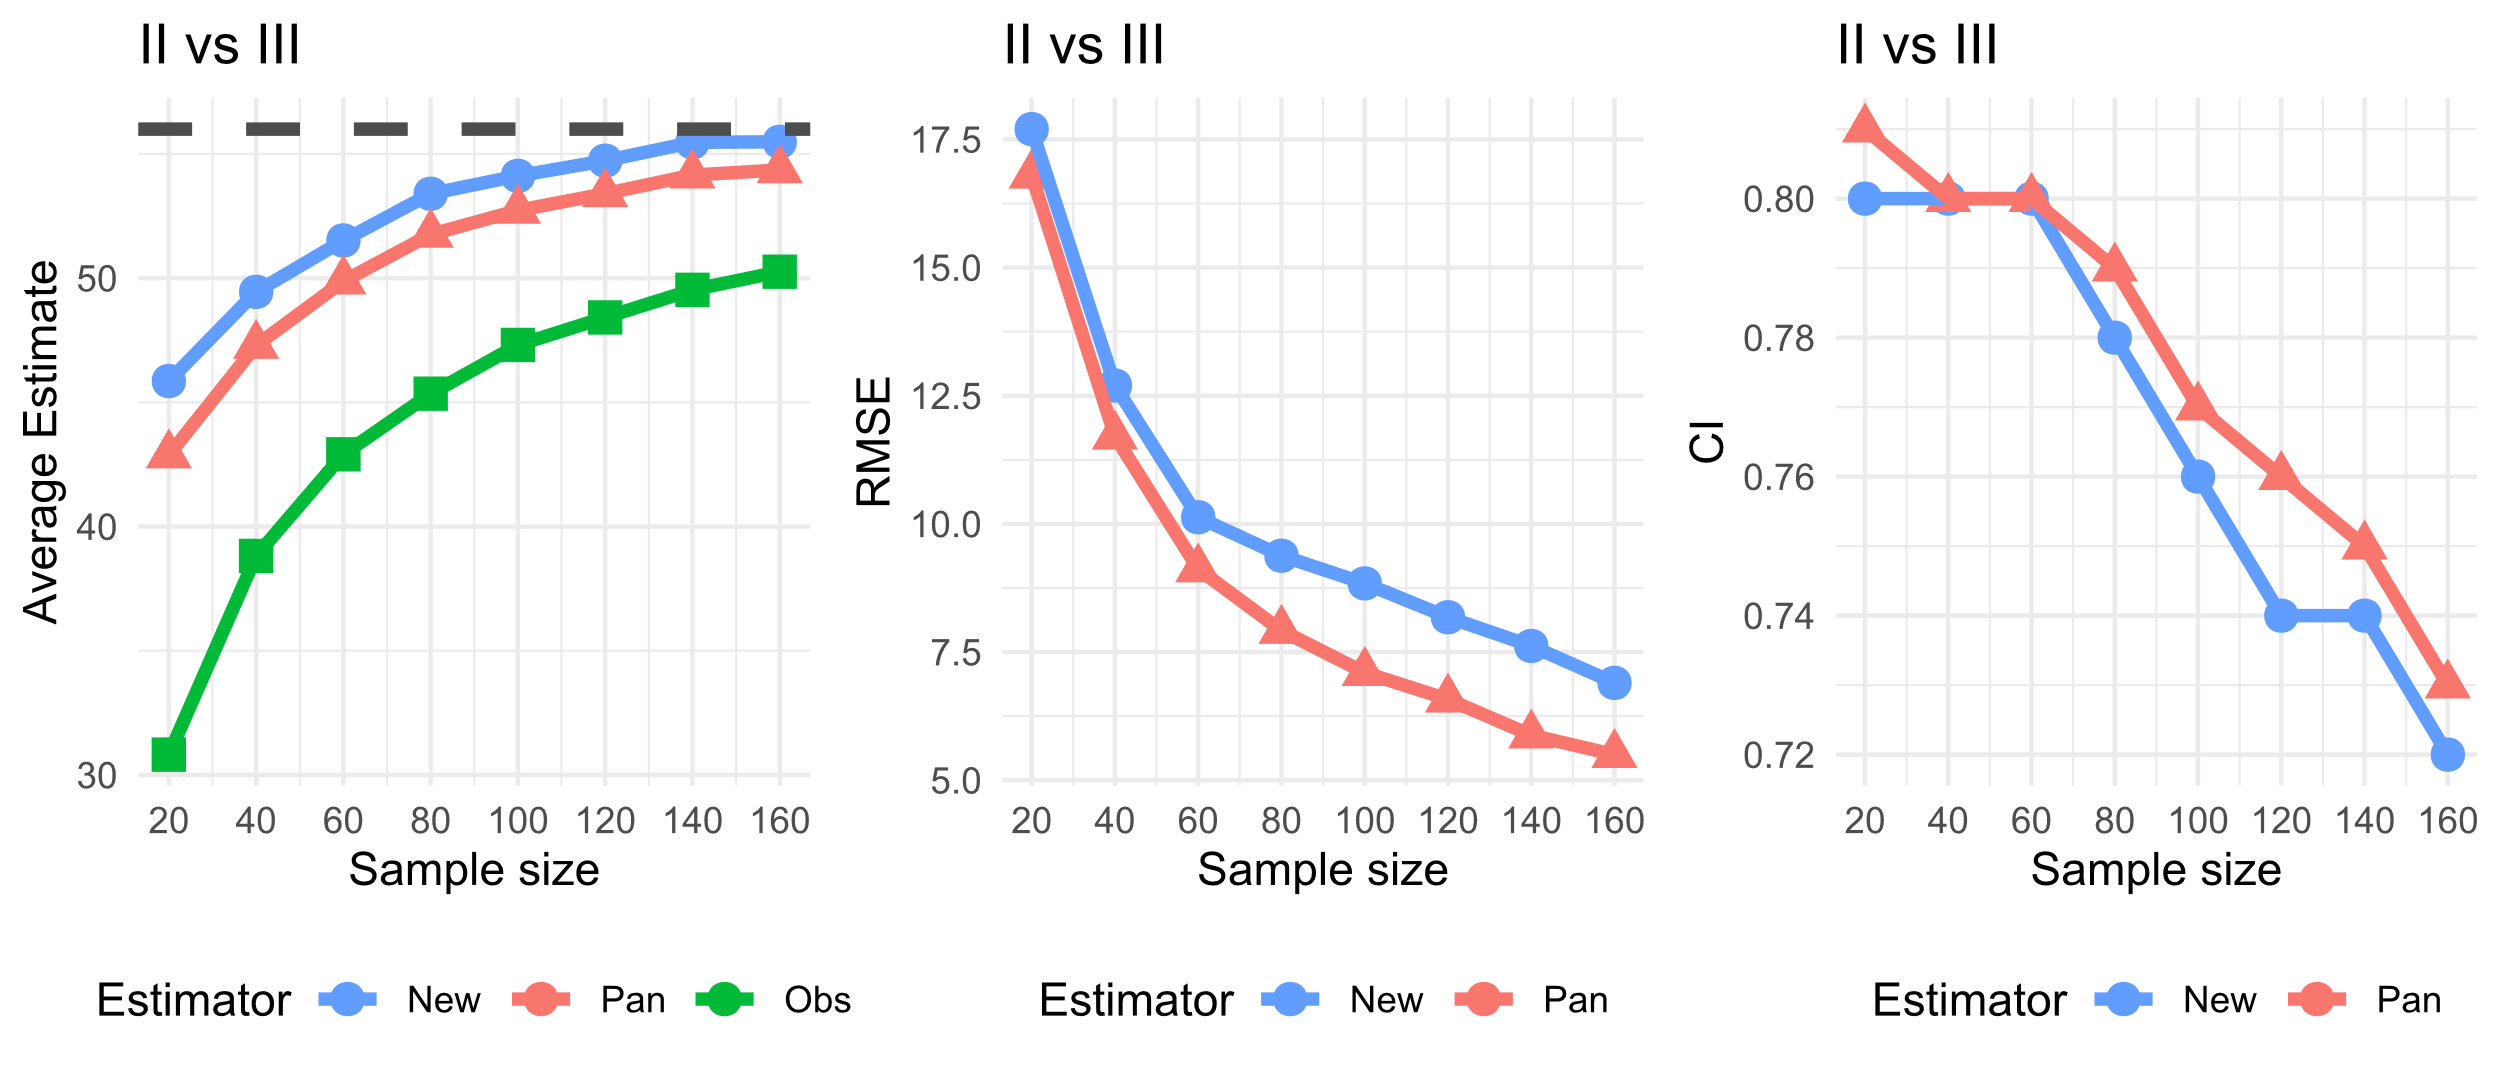 II vs III
Average Estimate
50
40
30
20 40 60 80 100 120 140 160
Sample size
Estimator New Pan Obs
II vs III
RMSE
17.5
15.0
12.5
10.0
7.5
5.0
20 40 60 80 100 120 140 160
Sample size
Estimator New Pan
II vs III
CI
0.80
0.78
0.76
0.74
0.72
20 40 60 80 100 120 140 160
Sample size
Estimator New Pan